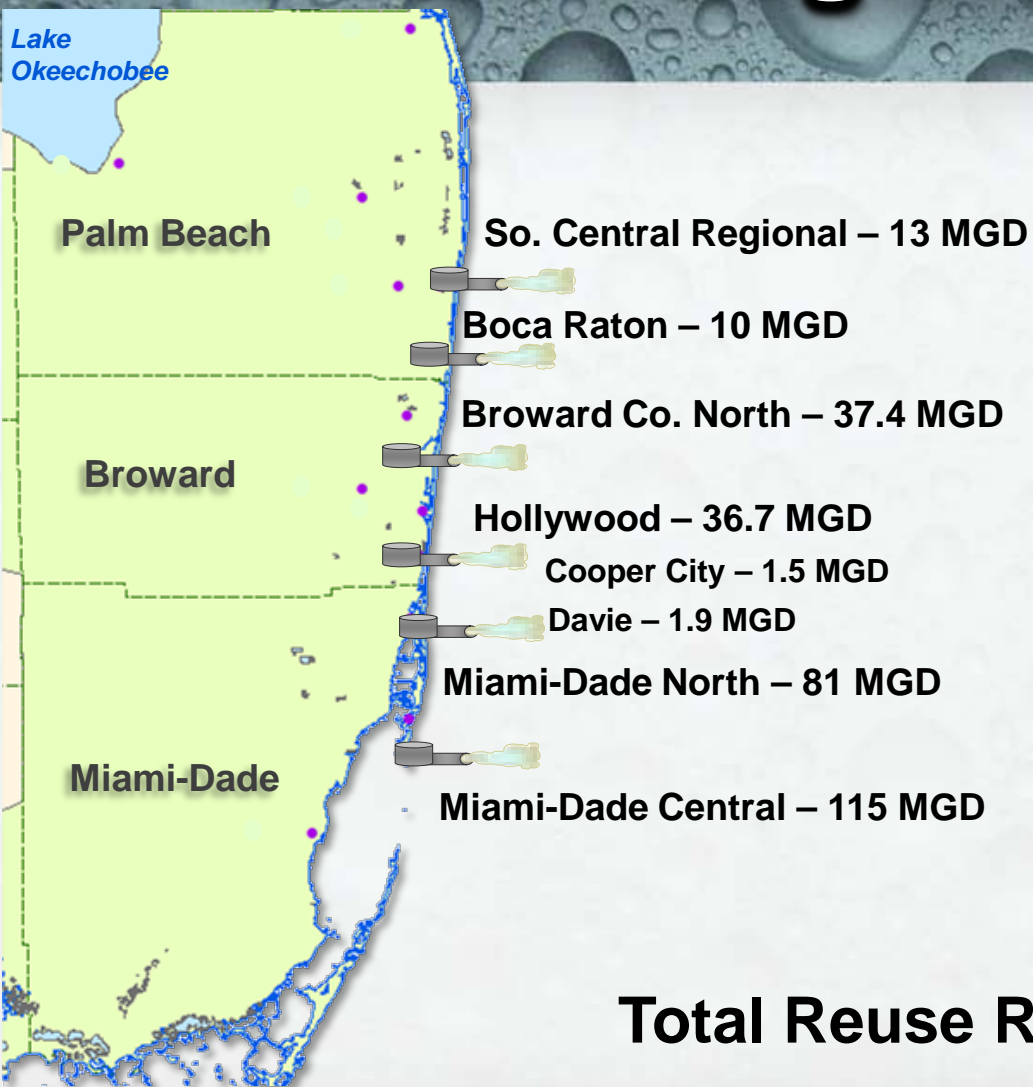 Lake
Okeechobee
Palm Beach
So. Central Regional – 13 MGD
Boca Raton – 10 MGD
Broward Co. North – 37.4 MGD
Broward
Hollywood – 36.7 MGD
Cooper City – 1.5 MGD
Davie – 1.9 MGD
Miami-Dade North – 81 MGD
Miami-Dade
Miami-Dade Central – 115 MGD
Total Reuse R